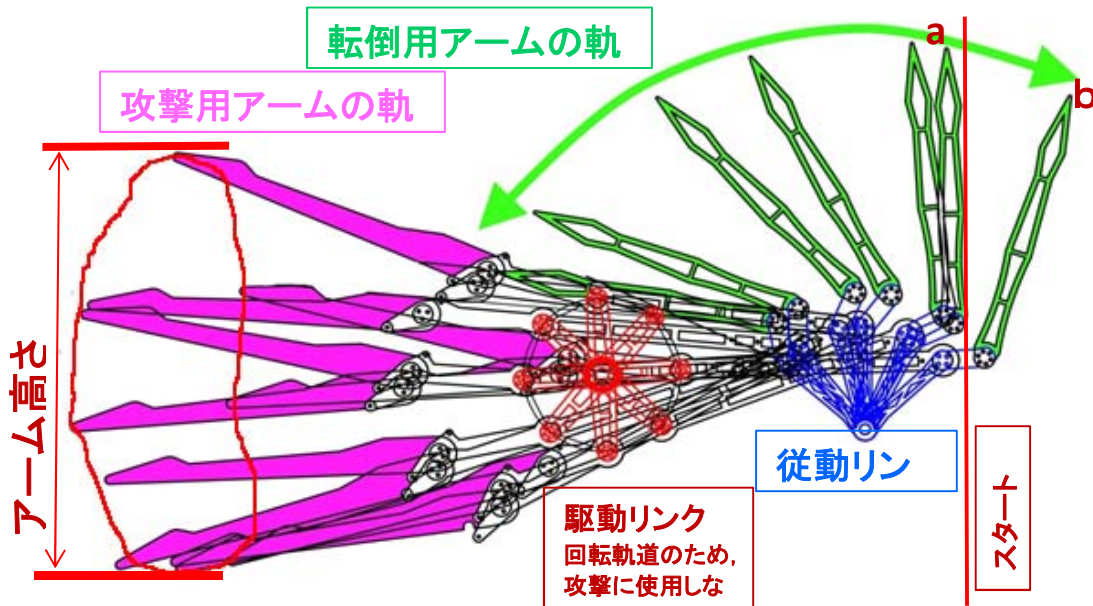 転倒用アームの軌
a
b
攻撃用アームの軌
アーム高さ
従動リン
駆動リンク
回転軌道のため,
攻撃に使用しな
スタート